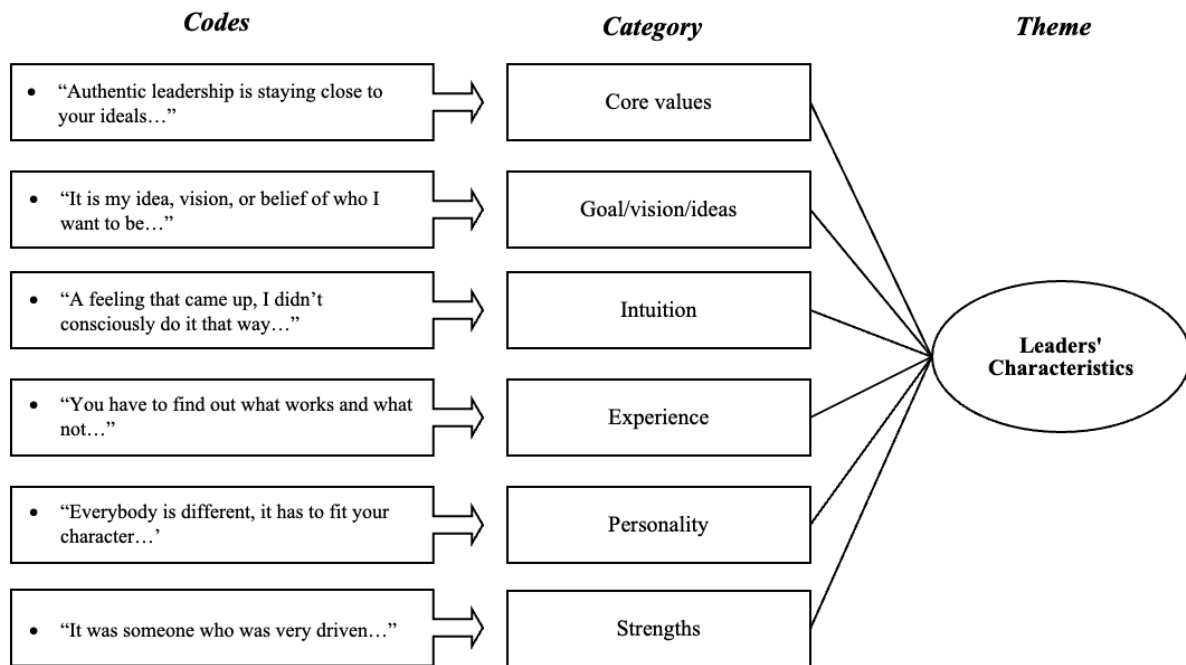 Codes
Category
Theme
• “Authentic leadership is staying close to
your ideals…”
Core values
• “It is my idea, vision, or belief of who I
want to be…”
Goal/vision/ideas
• “A feeling that came up, I didn’t
consciously do it that way…”
Intuition
Leaders'
Characteristics
• “You have to find out what works and what
not…”
Experience
• “Everybody is different, it has to fit your
character…’
Personality
• “It was someone who was very driven…”
Strengths